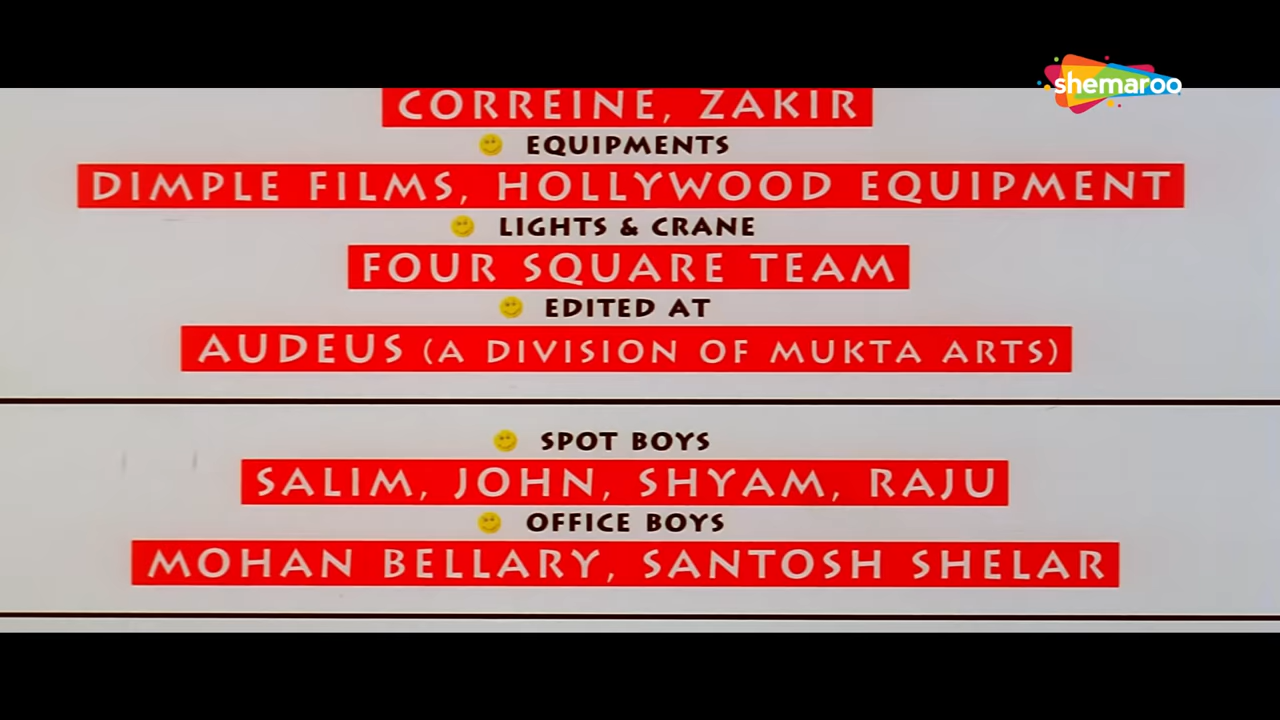 shemaroo
CORREINE, ZAKIR
EQUIPMENTS
DIMPLE FILMS, HOLLYWOOD EQUIPMENT
LIGHTS & CRANE
FOUR SQUARE TEAM
EDITED AT
AUDEUS (A DIVISION OF MUKTA ARTS)
SPOT BOYS
SALIM, JOHN, SHYAM, RAJU
OFFICE BOYS
MOHAN BELLARY, SANTOSH SHELAR